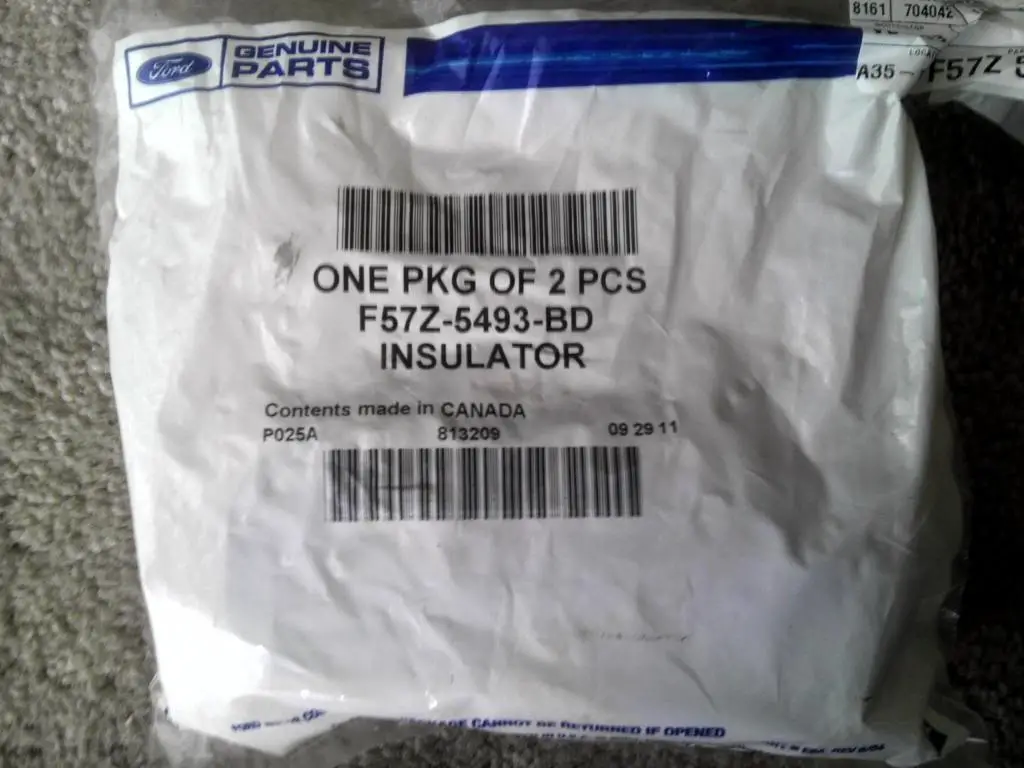 Ford GENUINE PARTS
8161 704042
A35- F57Z 5
ONE PKG OF 2 PCS
F57Z-5493-BD
INSULATOR
Contents made in CANADA
P025A 813209 09 29 11
PACKAGE CANNOT BE RETURNED IF OPENED